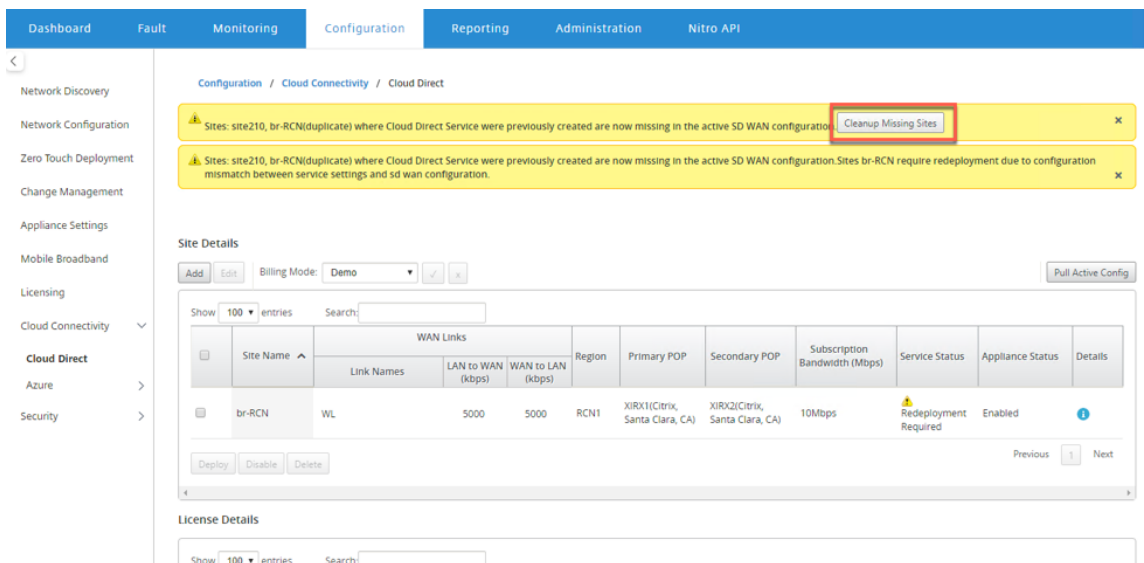 Dashboard Fault Monitoring Configuration Reporting Administration Nitro API
Network Discovery
Network Configuration
Zero Touch Deployment
Change Management
Appliance Settings
Mobile Broadband
Licensing
Cloud Connectivity
Cloud Direct
Azure
Security
Configuration / Cloud Connectivity / Cloud Direct
Sites: site210, br-RCN(duplicate) where Cloud Direct Service were previously created are now missing in the active SD WAN configuration. Cleanup Missing Sites x
Sites: site210, br-RCN(duplicate) where Cloud Direct Service were previously created are now missing in the active SD WAN configuration.Sites br-RCN require redeployment due to configuration
mismatch between service settings and sd wan configuration. x
Site Details
Add Edit Billing Mode: Demo ✓ x Pull Active Config
Show 100 entries Search:
WAN Links
Site Name Link Names LAN to WAN (kbps) WAN to LAN (kbps) Region Primary POP Secondary POP Subscription Bandwidth (Mbps) Service Status Appliance Status Details
br-RCN WL 5000 5000 RCN1 XIRX1(Citrix, Santa Clara, CA) XIRX2(Citrix, Santa Clara, CA) 10Mbps Redeployment Required Enabled i
Previous 1 Next
Deploy Disable Delete
License Details
Show 100 entries Search: